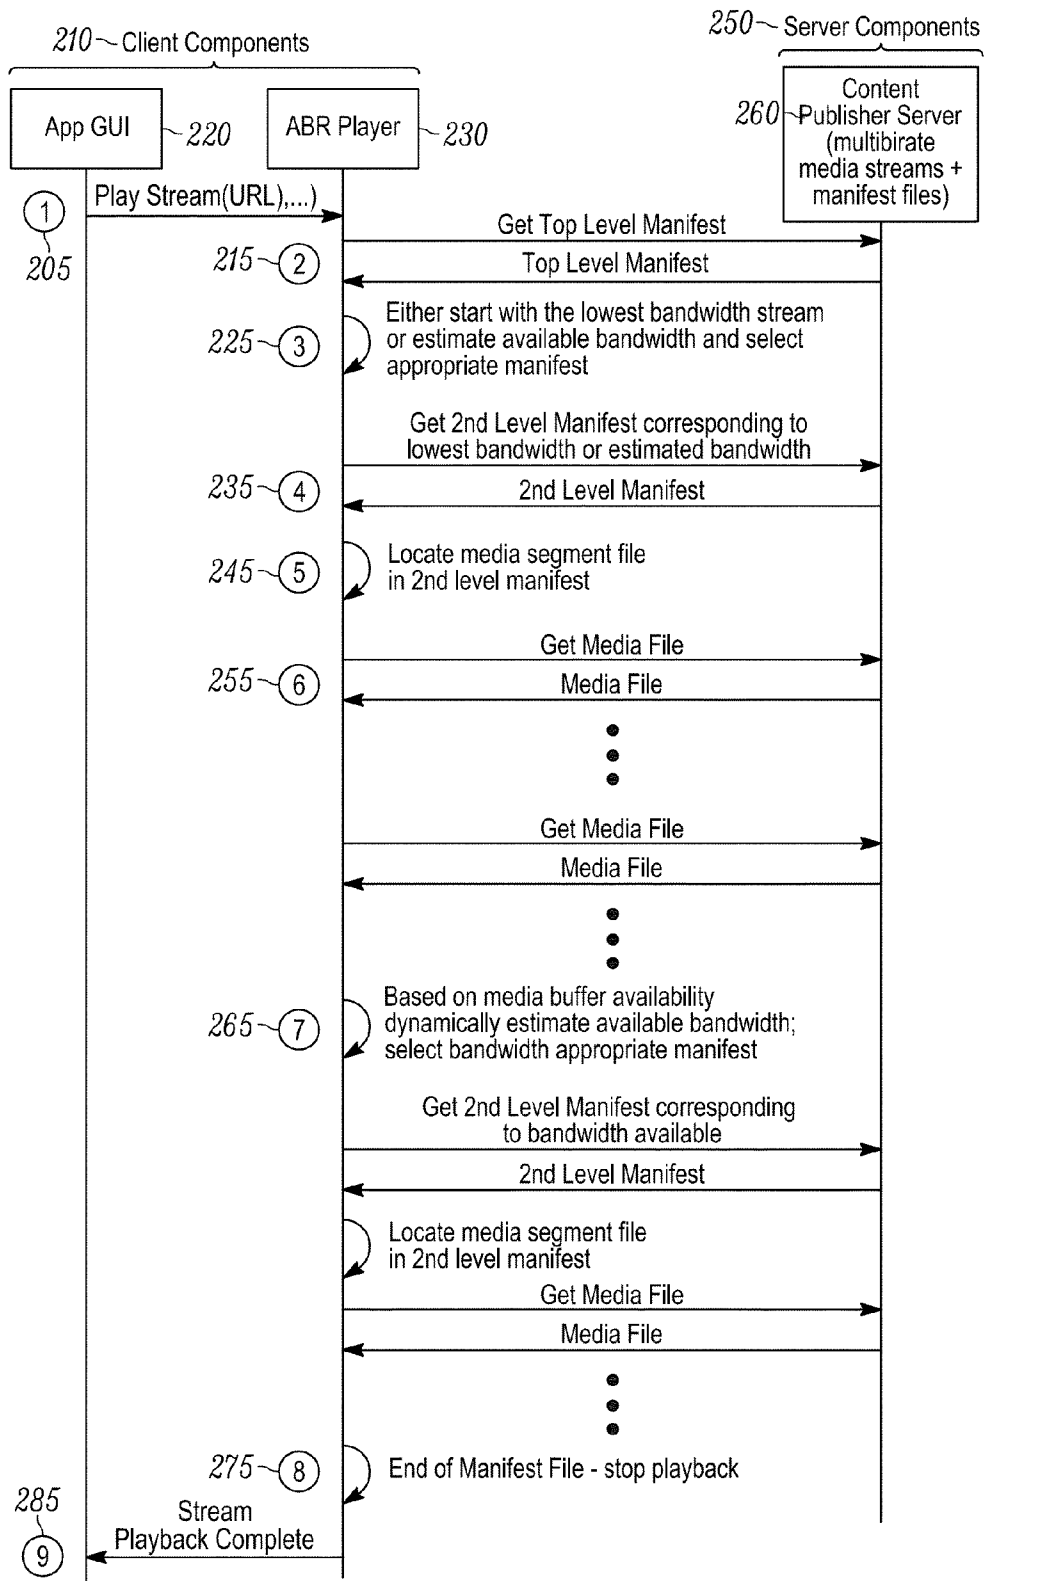 210 Client Components
250 Server Components
App GUI
220
ABR Player
230
260
Content
Publisher Server
(multibirate
media streams +
manifest files)
1
205
Play Stream(URL),...)
Get Top Level Manifest
215 2
Top Level Manifest
225 3
Either start with the lowest bandwidth stream
or estimate available bandwidth and select
appropriate manifest
Get 2nd Level Manifest corresponding to
lowest bandwidth or estimated bandwidth
235 4
2nd Level Manifest
245 5
Locate media segment file
in 2nd level manifest
Get Media File
255 6
Media File
Get Media File
Media File
265 7
Based on media buffer availability
dynamically estimate available bandwidth;
select bandwidth appropriate manifest
Get 2nd Level Manifest corresponding
to bandwidth available
2nd Level Manifest
Locate media segment file
in 2nd level manifest
Get Media File
Media File
275 8
End of Manifest File - stop playback
285
9
Stream
Playback Complete